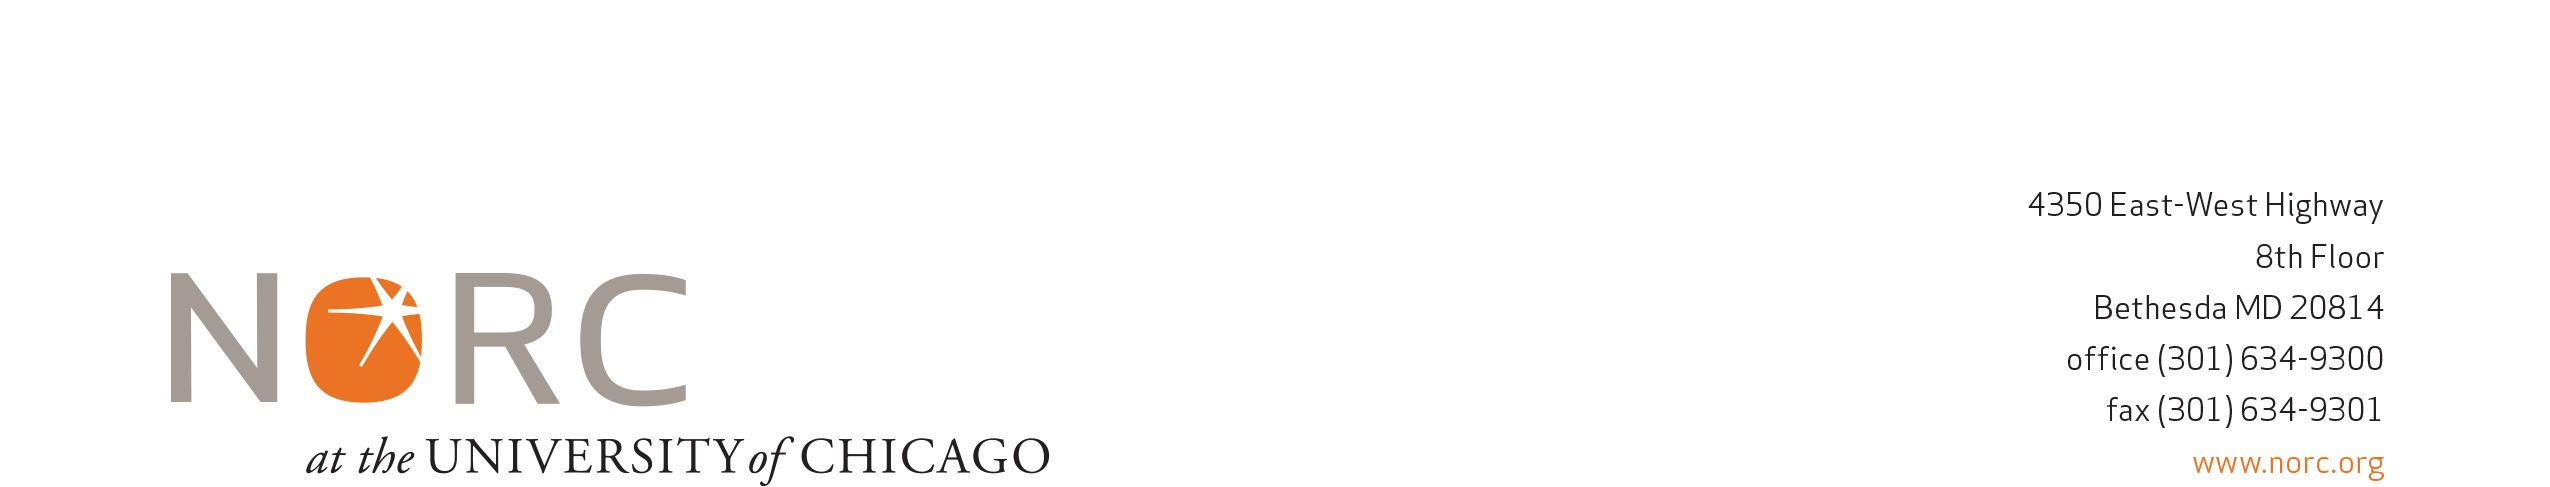 NORC
at the UNIVERSITY of CHICAGO
4350 East-West Highway
8th Floor
Bethesda MD 20814
office (301) 634-9300
fax (301) 634-9301
www.norc.org